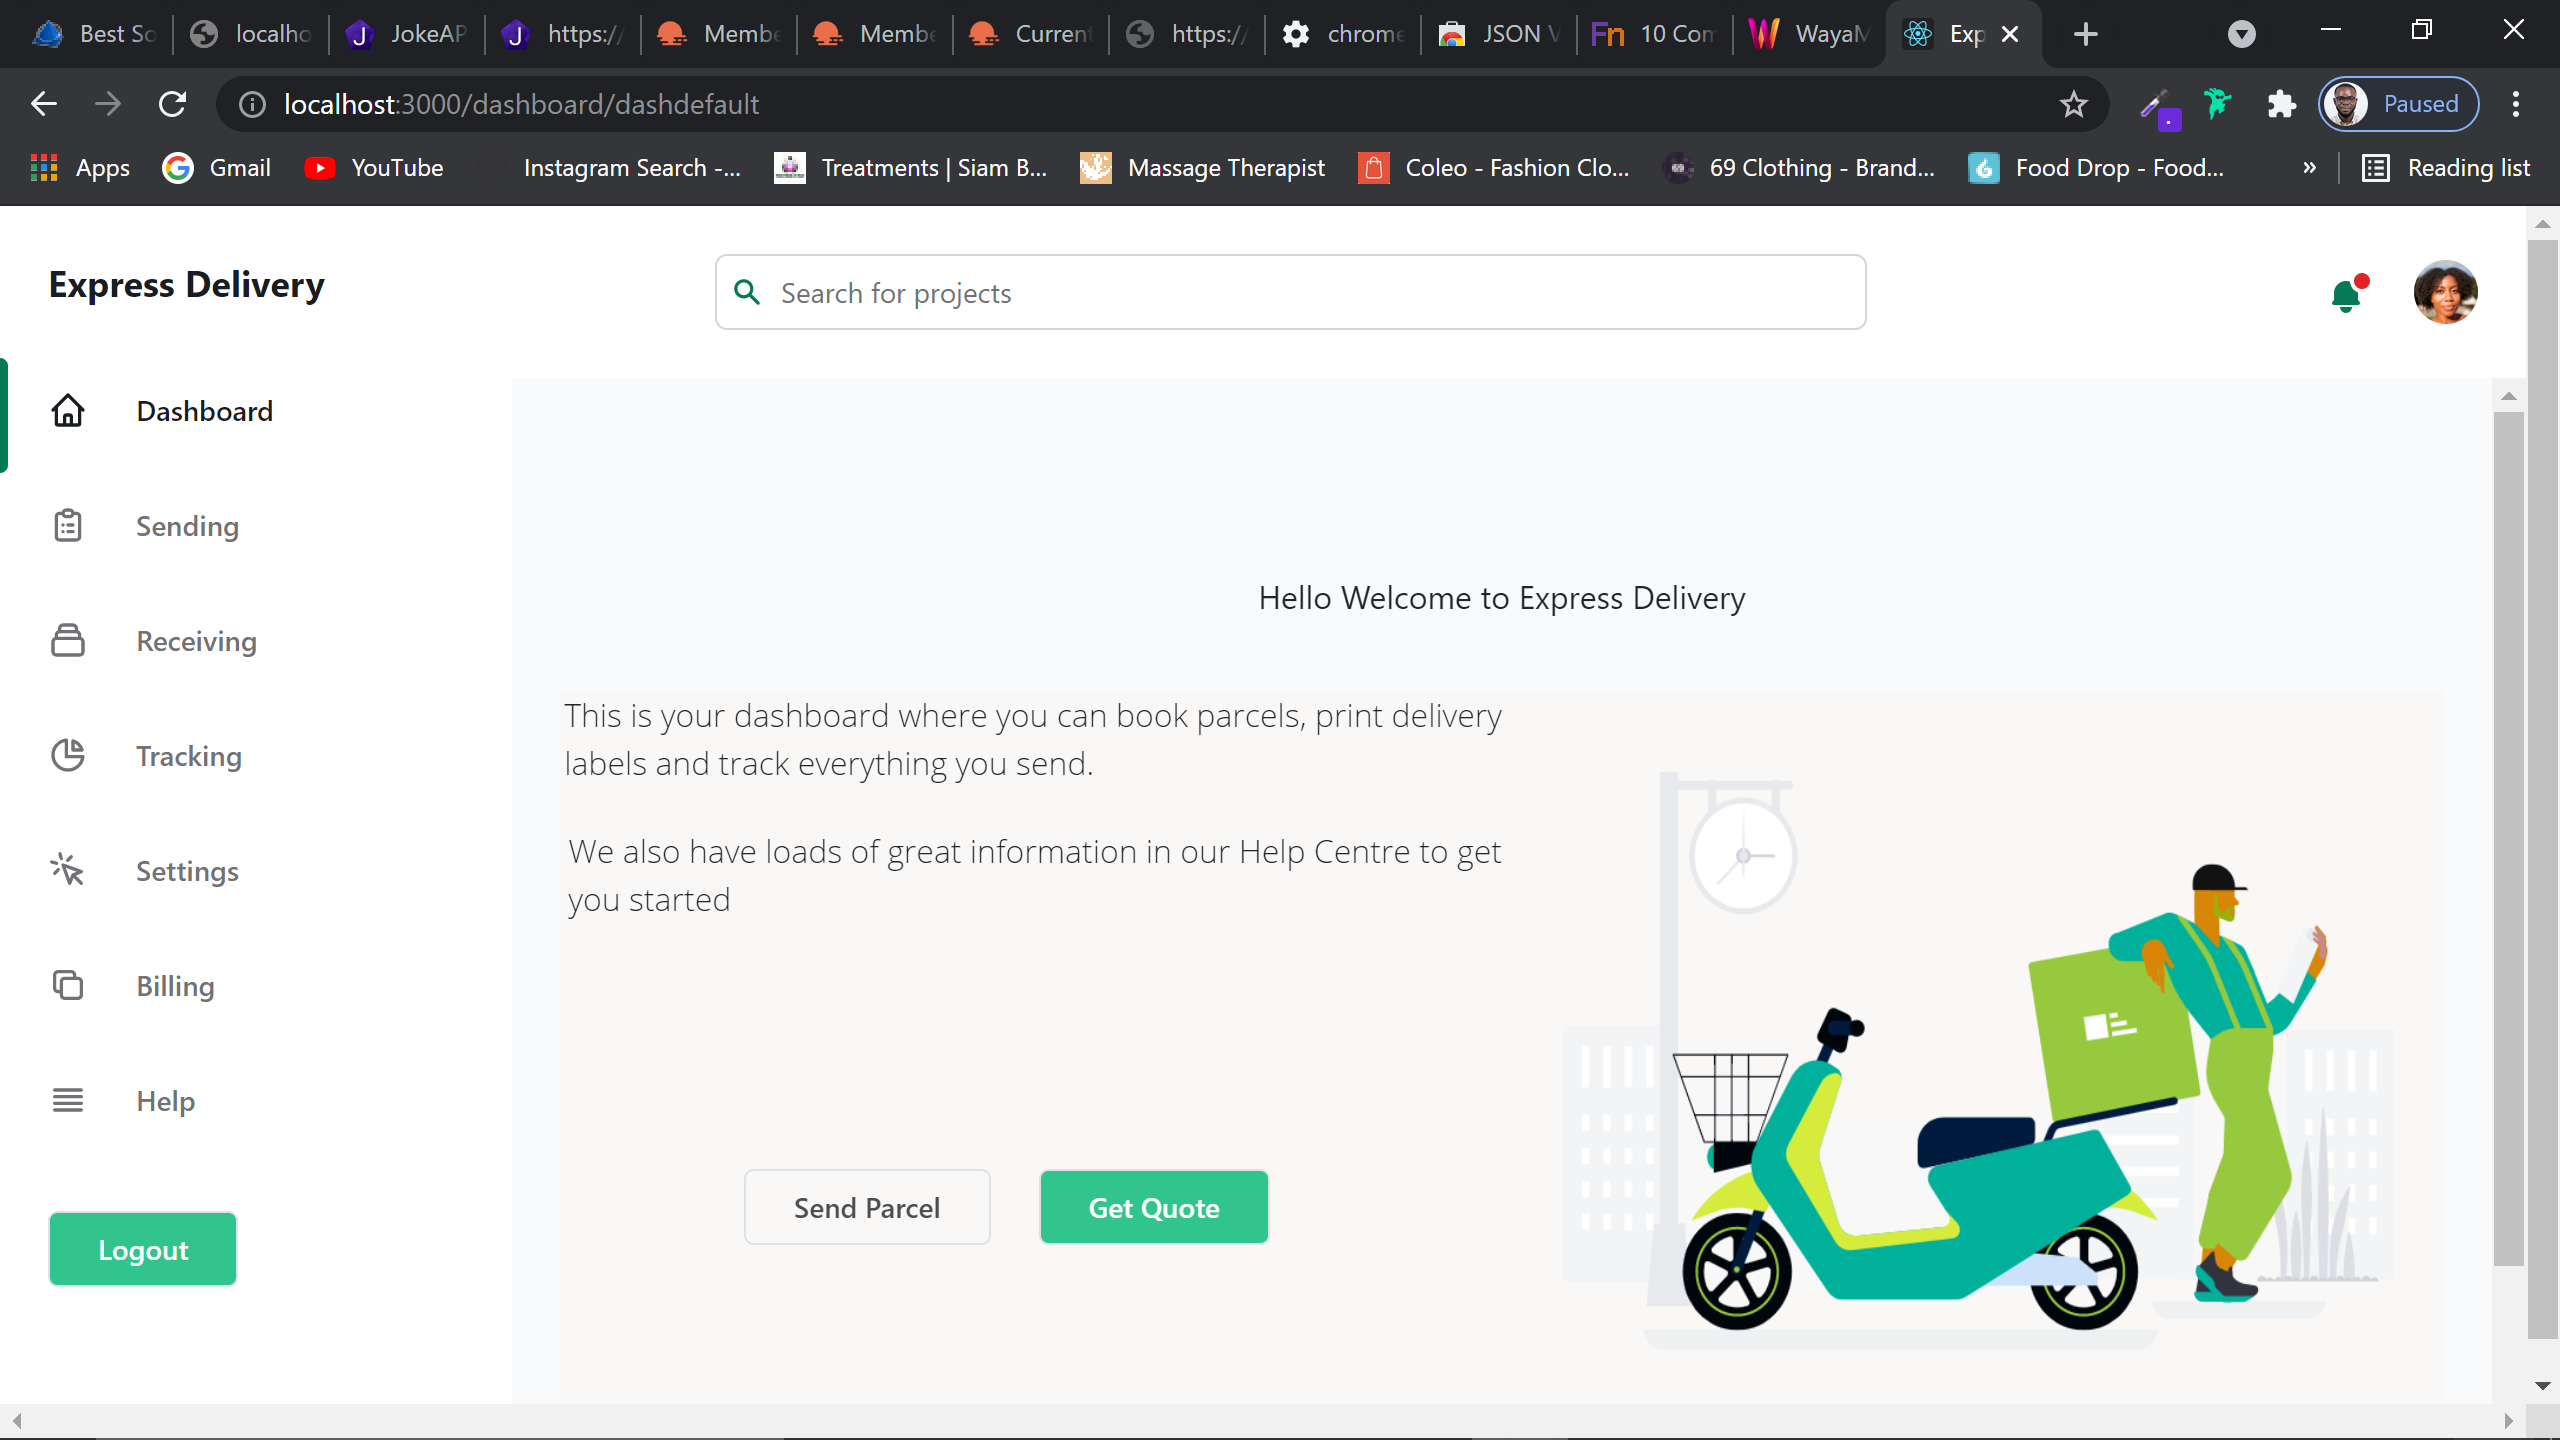 Best So
localho
JokeAP
https:/
Membe
Membe
Current
https:/
chrome
JSON V
Fn 10 Com
WayaM
Exp
localhost:3000/dashboard/dashdefault
Paused
Apps
Gmail
YouTube
Instagram Search -...
Treatments | Siam B...
Massage Therapist
Coleo - Fashion Clo...
69 Clothing - Brand...
Food Drop - Food...
»
Reading list
Express Delivery
Search for projects
Dashboard
Sending
Receiving
Tracking
Settings
Billing
Help
Logout
Hello Welcome to Express Delivery
This is your dashboard where you can book parcels, print delivery
labels and track everything you send.
We also have loads of great information in our Help Centre to get
you started
Send Parcel
Get Quote